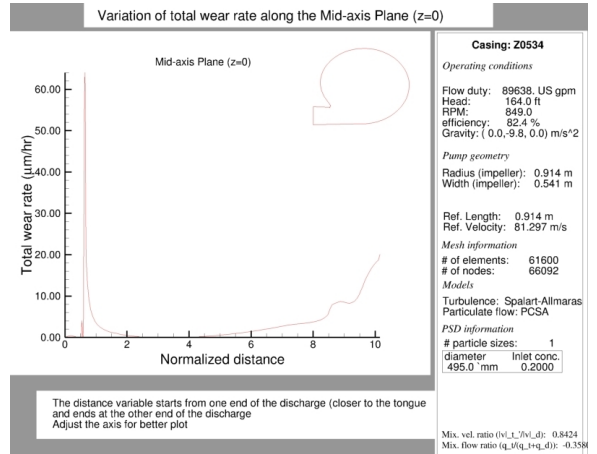 Variation of total wear rate along the Mid-axis Plane (z=0)
Mid-axis Plane (z=0)
60.00
50.00
40.00
30.00
20.00
10.00
0.00
Total wear rate (μm/hr)
0 2 4 6 8 10
Normalized distance
The distance variable starts from one end of the discharge (closer to the tongue
and ends at the other end of the discharge
Adjust the axis for better plot
Casing: Z0534
Operating conditions
Flow duty: 89638. US gpm
Head: 164.0 ft
RPM: 849.0
efficiency: 82.4 %
Gravity: ( 0.0,-9.8, 0.0) m/s^2
Pump geometry
Radius (impeller): 0.914 m
Width (impeller): 0.541 m
Ref. Length: 0.914 m
Ref. Velocity: 81.297 m/s
Mesh information
# of elements: 61600
# of nodes: 66092
Models
Turbulence: Spalart-Allmaras
Particulate flow: PCSA
PSD information
# particle sizes: 1
diameter Inlet conc.
495.0 `mm 0.2000
Mix. vel. ratio (|v|_t_'/|v|_d): 0.8424
Mix. flow ratio (q_t/(q_t+q_d)): -0.3580